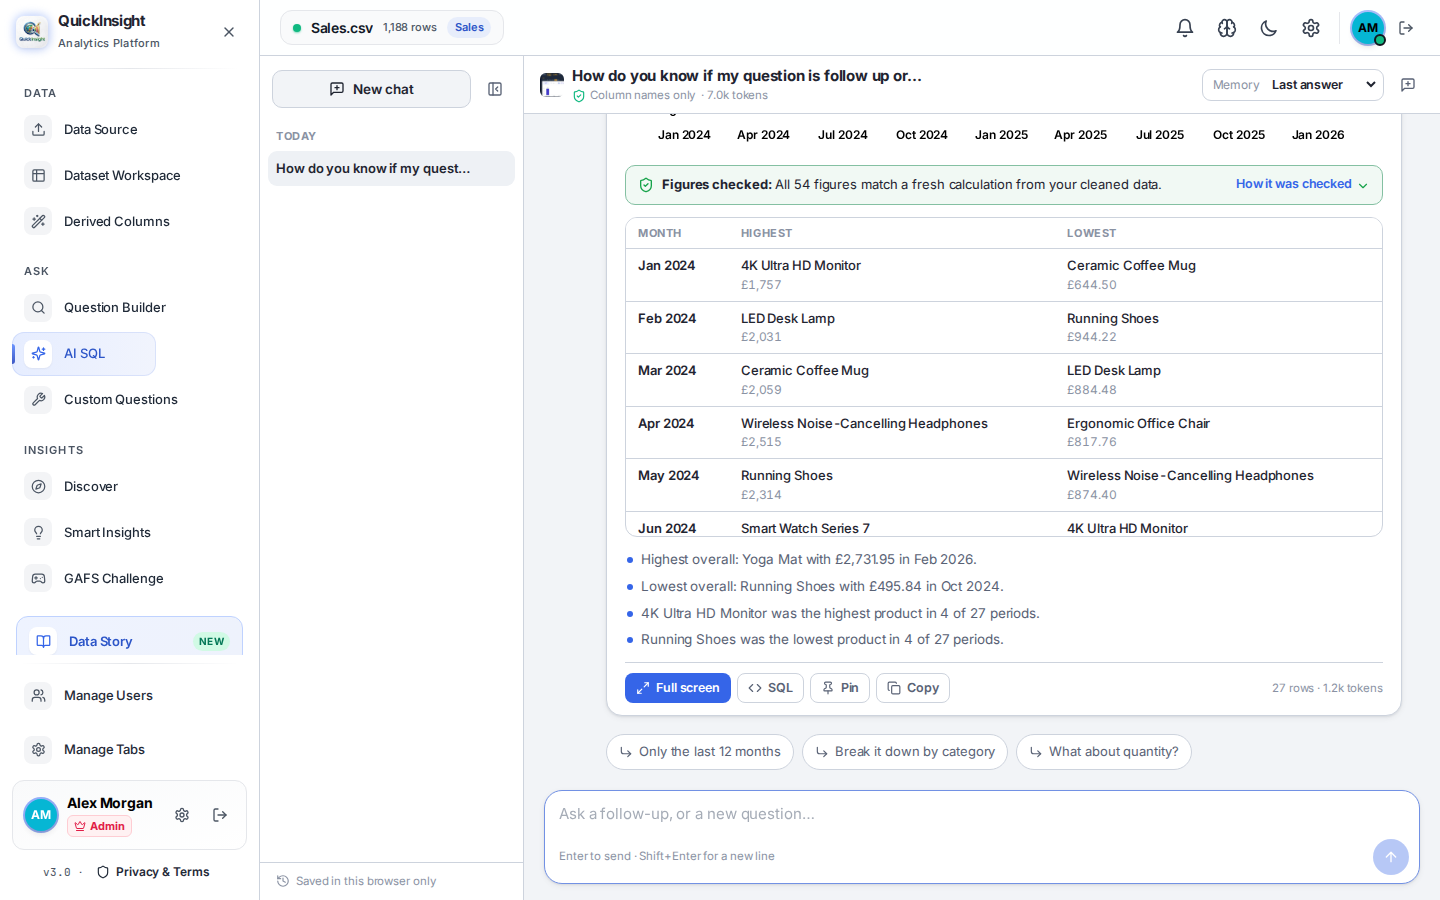 QuickInsight
Analytics Platform
DATA
Data Source
Dataset Workspace
Derived Columns
ASK
Question Builder
AI SQL
Custom Questions
INSIGHTS
Discover
Smart Insights
GAFS Challenge
Data Story NEW
Manage Users
Manage Tabs
AM Alex Morgan
Admin
v3.0 · Privacy & Terms
Sales.csv 1,188 rows Sales
AM
New chat
TODAY
How do you know if my quest...
Saved in this browser only
How do you know if my question is follow up or...
Column names only · 7.0k tokens
Memory Last answer
Jan 2024 Apr 2024 Jul 2024 Oct 2024 Jan 2025 Apr 2025 Jul 2025 Oct 2025 Jan 2026
Figures checked: All 54 figures match a fresh calculation from your cleaned data. How it was checked
MONTH HIGHEST LOWEST
Jan 2024 4K Ultra HD Monitor Ceramic Coffee Mug
£1,757 £644.50
Feb 2024 LED Desk Lamp Running Shoes
£2,031 £944.22
Mar 2024 Ceramic Coffee Mug LED Desk Lamp
£2,059 £884.48
Apr 2024 Wireless Noise-Cancelling Headphones Ergonomic Office Chair
£2,515 £817.76
May 2024 Running Shoes Wireless Noise-Cancelling Headphones
£2,314 £874.40
Jun 2024 Smart Watch Series 7 4K Ultra HD Monitor
Highest overall: Yoga Mat with £2,731.95 in Feb 2026.
Lowest overall: Running Shoes with £495.84 in Oct 2024.
4K Ultra HD Monitor was the highest product in 4 of 27 periods.
Running Shoes was the lowest product in 4 of 27 periods.
Full screen SQL Pin Copy 27 rows · 1.2k tokens
Only the last 12 months Break it down by category What about quantity?
Ask a follow-up, or a new question...
Enter to send · Shift+Enter for a new line